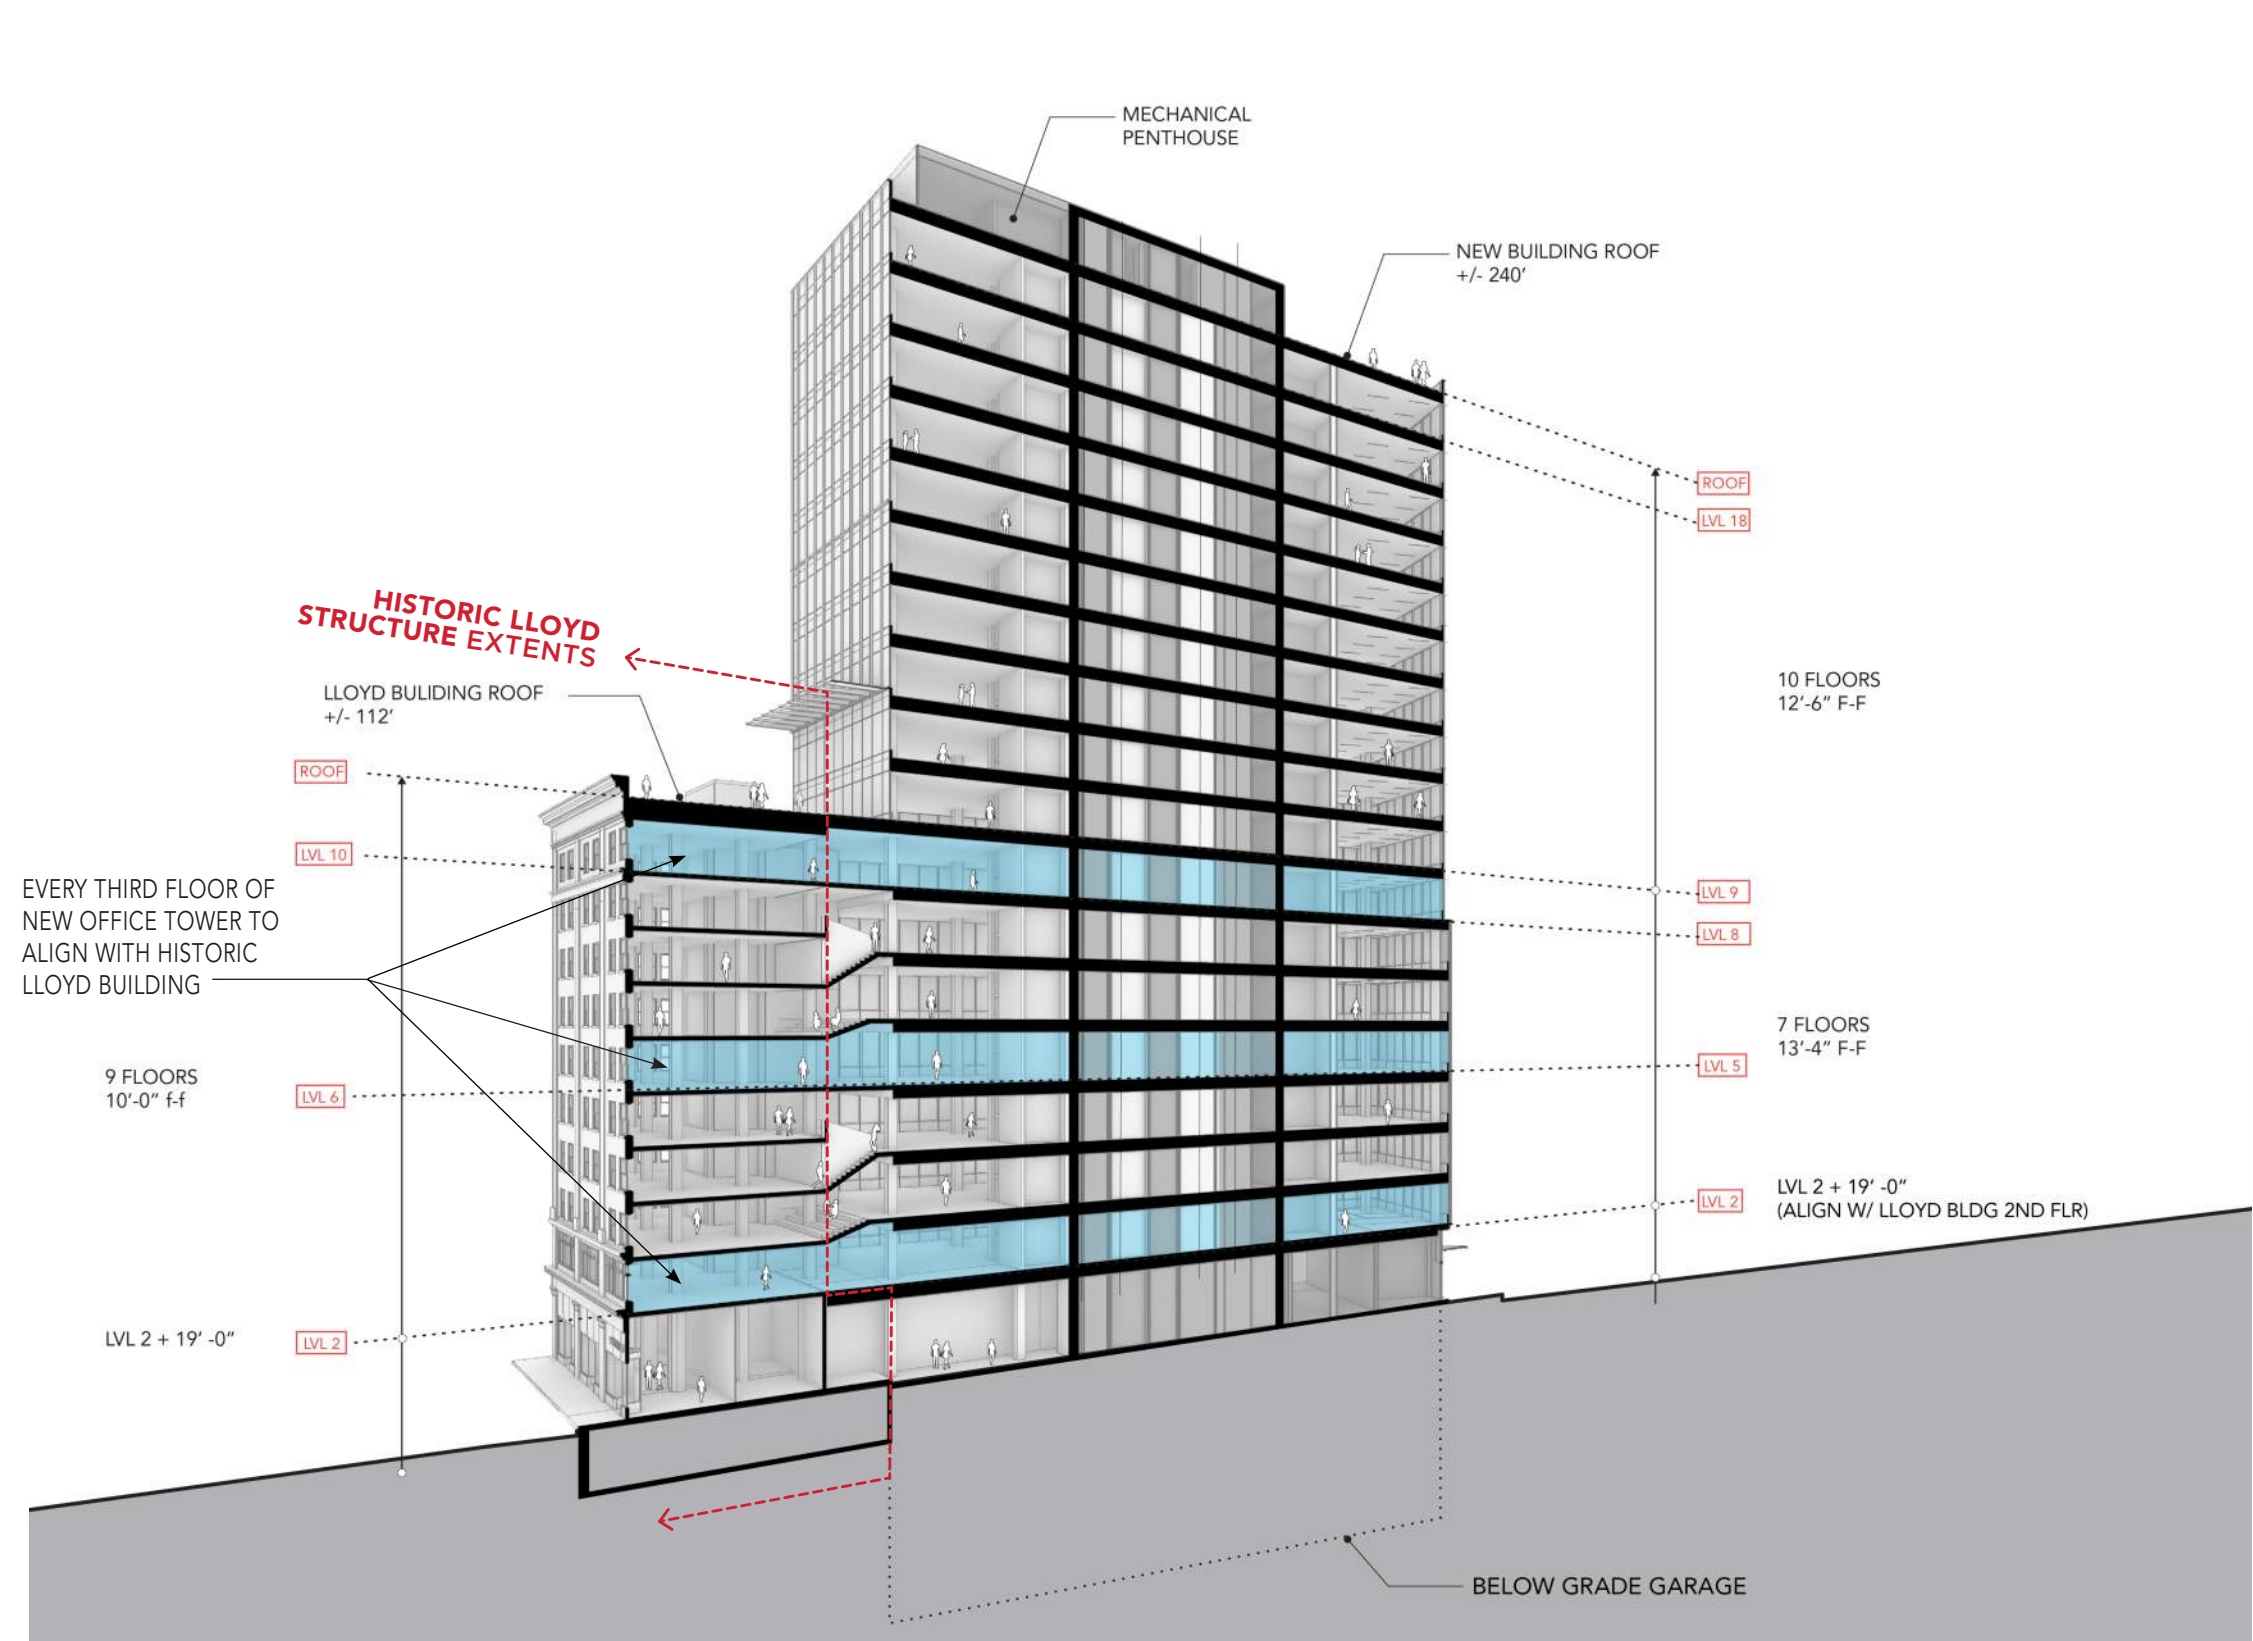 MECHANICAL
PENTHOUSE
NEW BUILDING ROOF
+/- 240'
ROOF
LVL 18
HISTORIC LLOYD
STRUCTURE EXTENTS
LLOYD BULIDING ROOF
+/- 112'
10 FLOORS
12'-6" F-F
ROOF
LVL 10
EVERY THIRD FLOOR OF
NEW OFFICE TOWER TO
ALIGN WITH HISTORIC
LLOYD BUILDING
LVL 9
LVL 8
7 FLOORS
13'-4" F-F
9 FLOORS
10'-0" f-f
LVL 6
LVL 5
LVL 2
LVL 2 + 19' -0"
(ALIGN W/ LLOYD BLDG 2ND FLR)
LVL 2 + 19' -0"
LVL 2
BELOW GRADE GARAGE